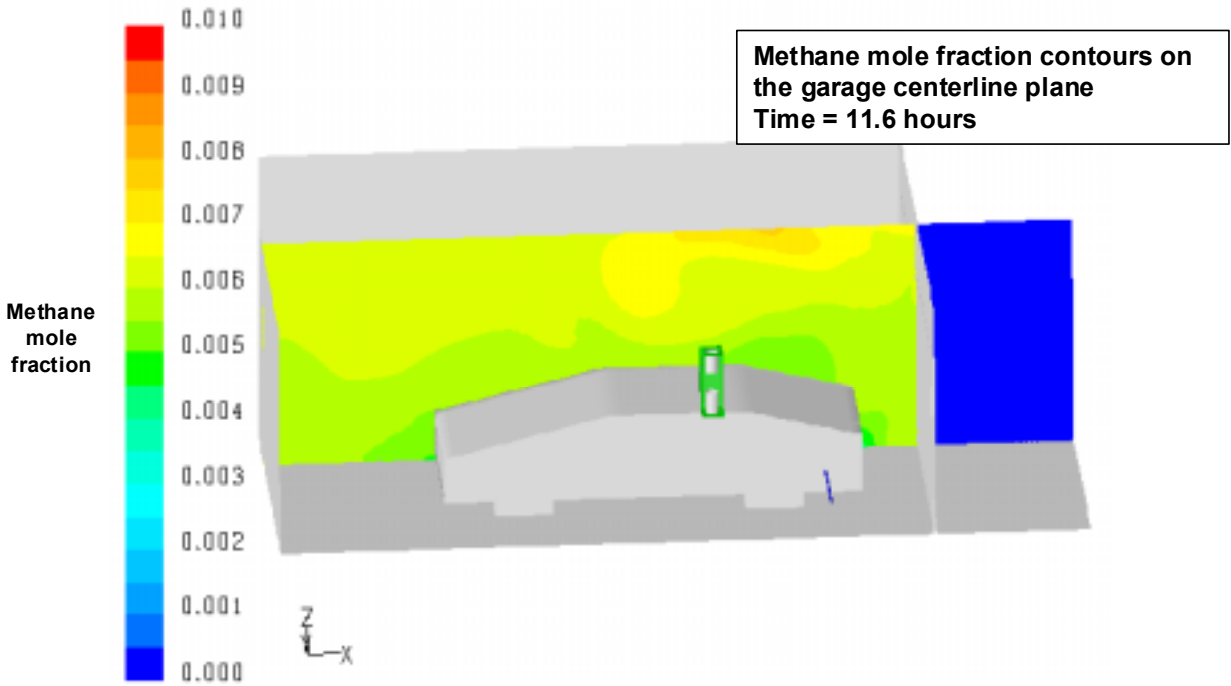 0.010
0.009
0.008
0.007
0.006
0.005
0.004
0.003
0.002
0.001
0.000
Methane
mole
fraction
Methane mole fraction contours on
the garage centerline plane
Time = 11.6 hours
Z
X